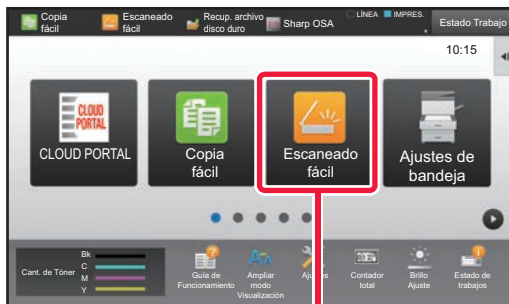 Copia
fácil
Escaneado
fácil
Recup. archivo
disco duro
Sharp OSA
LÍNEA
IMPRES.
Estado Trabajo
10:15
CLOUD
PORTAL
CLOUD PORTAL
Copia
fácil
Escaneado
fácil
Ajustes de
bandeja
Cant. de Tóner
Bk
C
M
Y
Guía de
Funcionamiento
Ampliar
modo
Visualización
Ajustes
Contador
total
Brillo
Ajuste
Estado de
trabajos